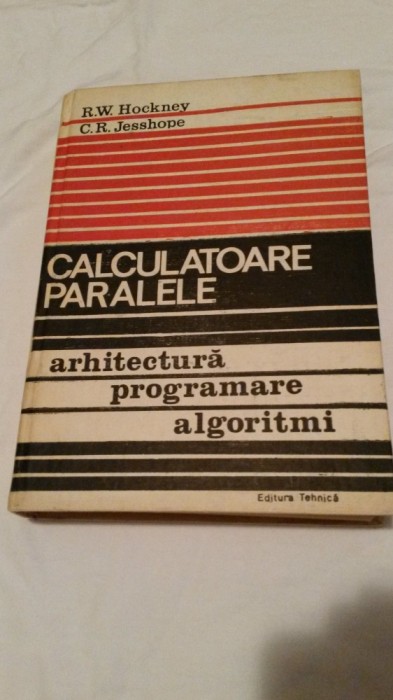 R.W. Hockney
C.R. Jesshope
CALCULATOARE
PARALELE
arhitectură
programare
algoritmi
Editura Tehnică